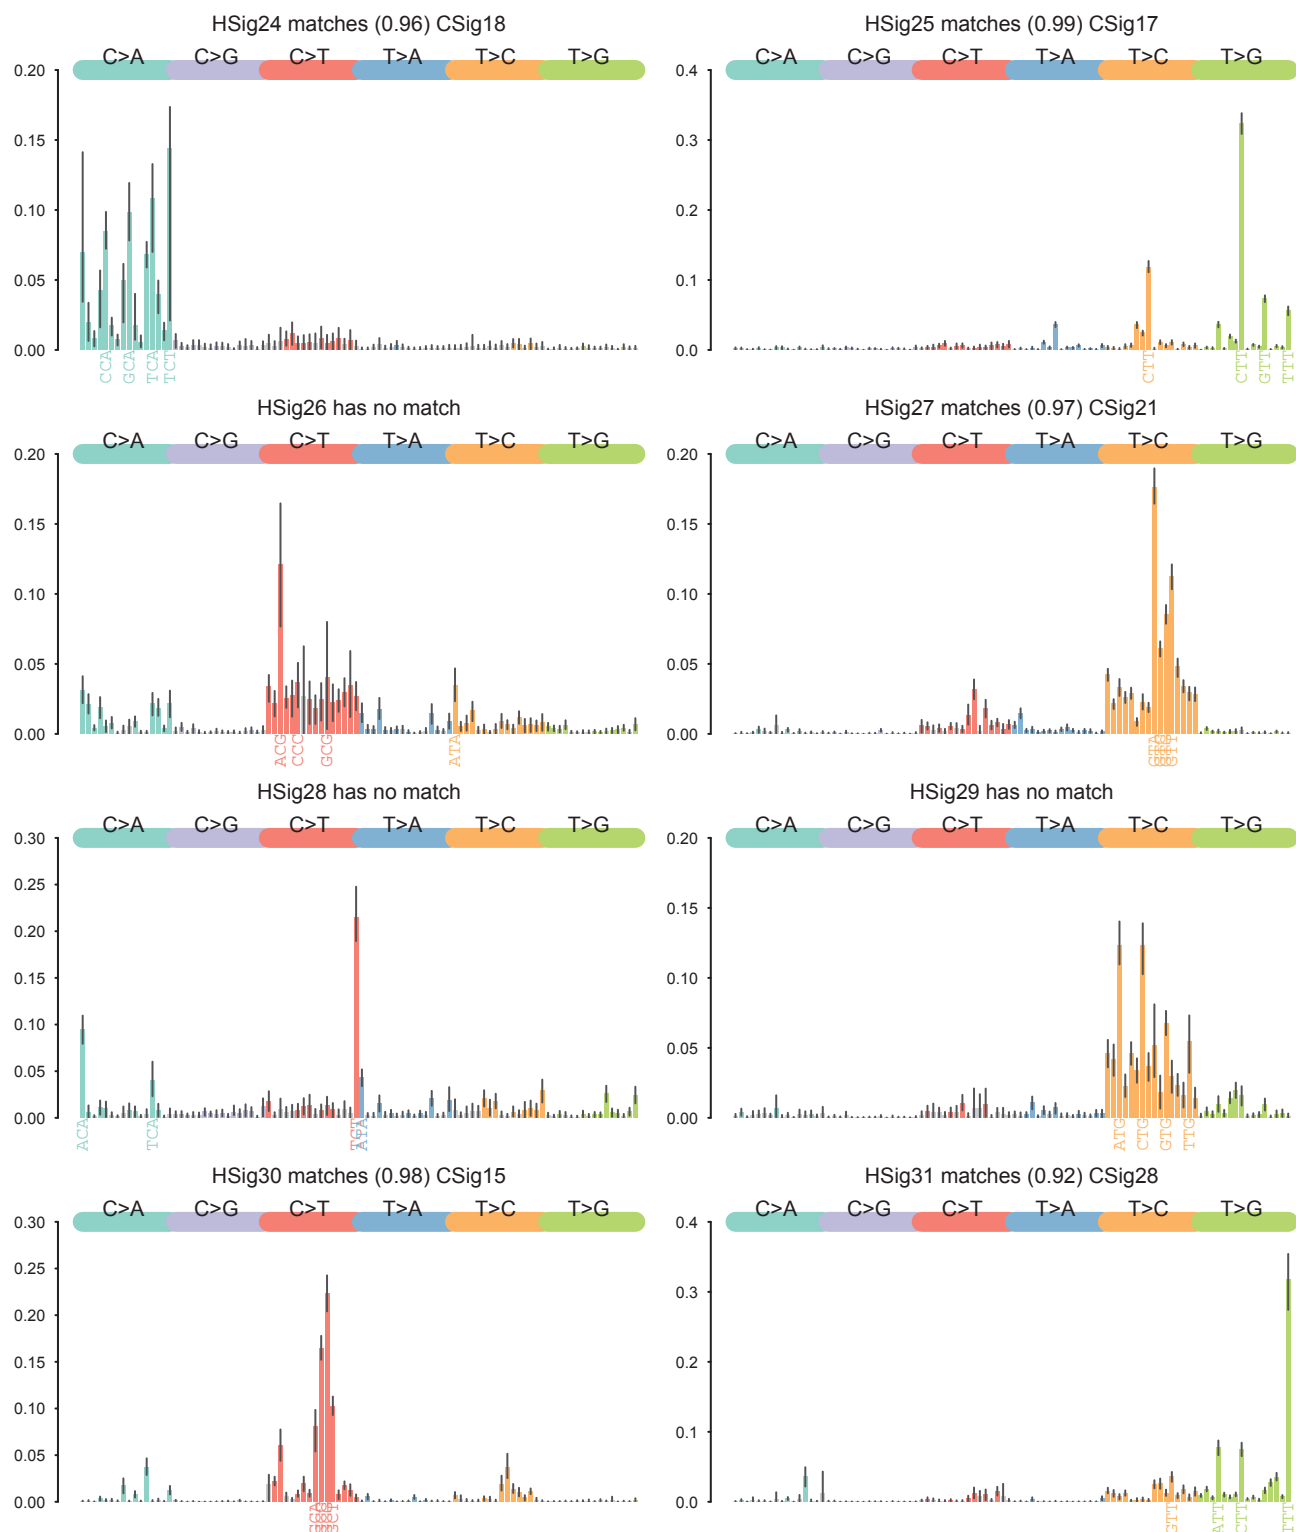 HSig24 matches (0.96) CSig18
C>A C>G C>T T>A T>C T>G
0.20
0.15
0.10
0.05
0.00
CCA GCA TCA TCT
HSig25 matches (0.99) CSig17
C>A C>G C>T T>A T>C T>G
0.4
0.3
0.2
0.1
0.0
CTT CTT GTT TTT
HSig26 has no match
C>A C>G C>T T>A T>C T>G
0.20
0.15
0.10
0.05
0.00
ACG CCC GCG ATA
HSig27 matches (0.97) CSig21
C>A C>G C>T T>A T>C T>G
0.20
0.15
0.10
0.05
0.00
GTA GTT
HSig28 has no match
C>A C>G C>T T>A T>C T>G
0.30
0.25
0.20
0.15
0.10
0.05
0.00
ACA TCA TCT ATA
HSig29 has no match
C>A C>G C>T T>A T>C T>G
0.20
0.15
0.10
0.05
0.00
ATG CTG GTG TTG
HSig30 matches (0.98) CSig15
C>A C>G C>T T>A T>C T>G
0.30
0.25
0.20
0.15
0.10
0.05
0.00
HSig31 matches (0.92) CSig28
C>A C>G C>T T>A T>C T>G
0.4
0.3
0.2
0.1
0.0
GTT ATT CTT TTT